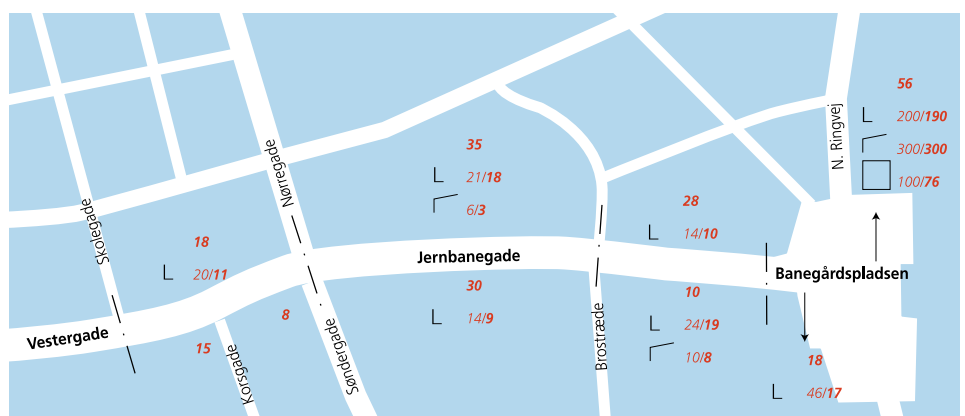 56
200/190
300/300
100/76
N. Ringvej
Nørregade
35
21/18
6/3
Skolegade
18
20/11
28
14/10
Jernbanegade
Banegårdspladsen
30
14/9
10
24/19
10/8
8
Vestergade
15
Korsgade
Søndergade
Brostræde
18
46/17